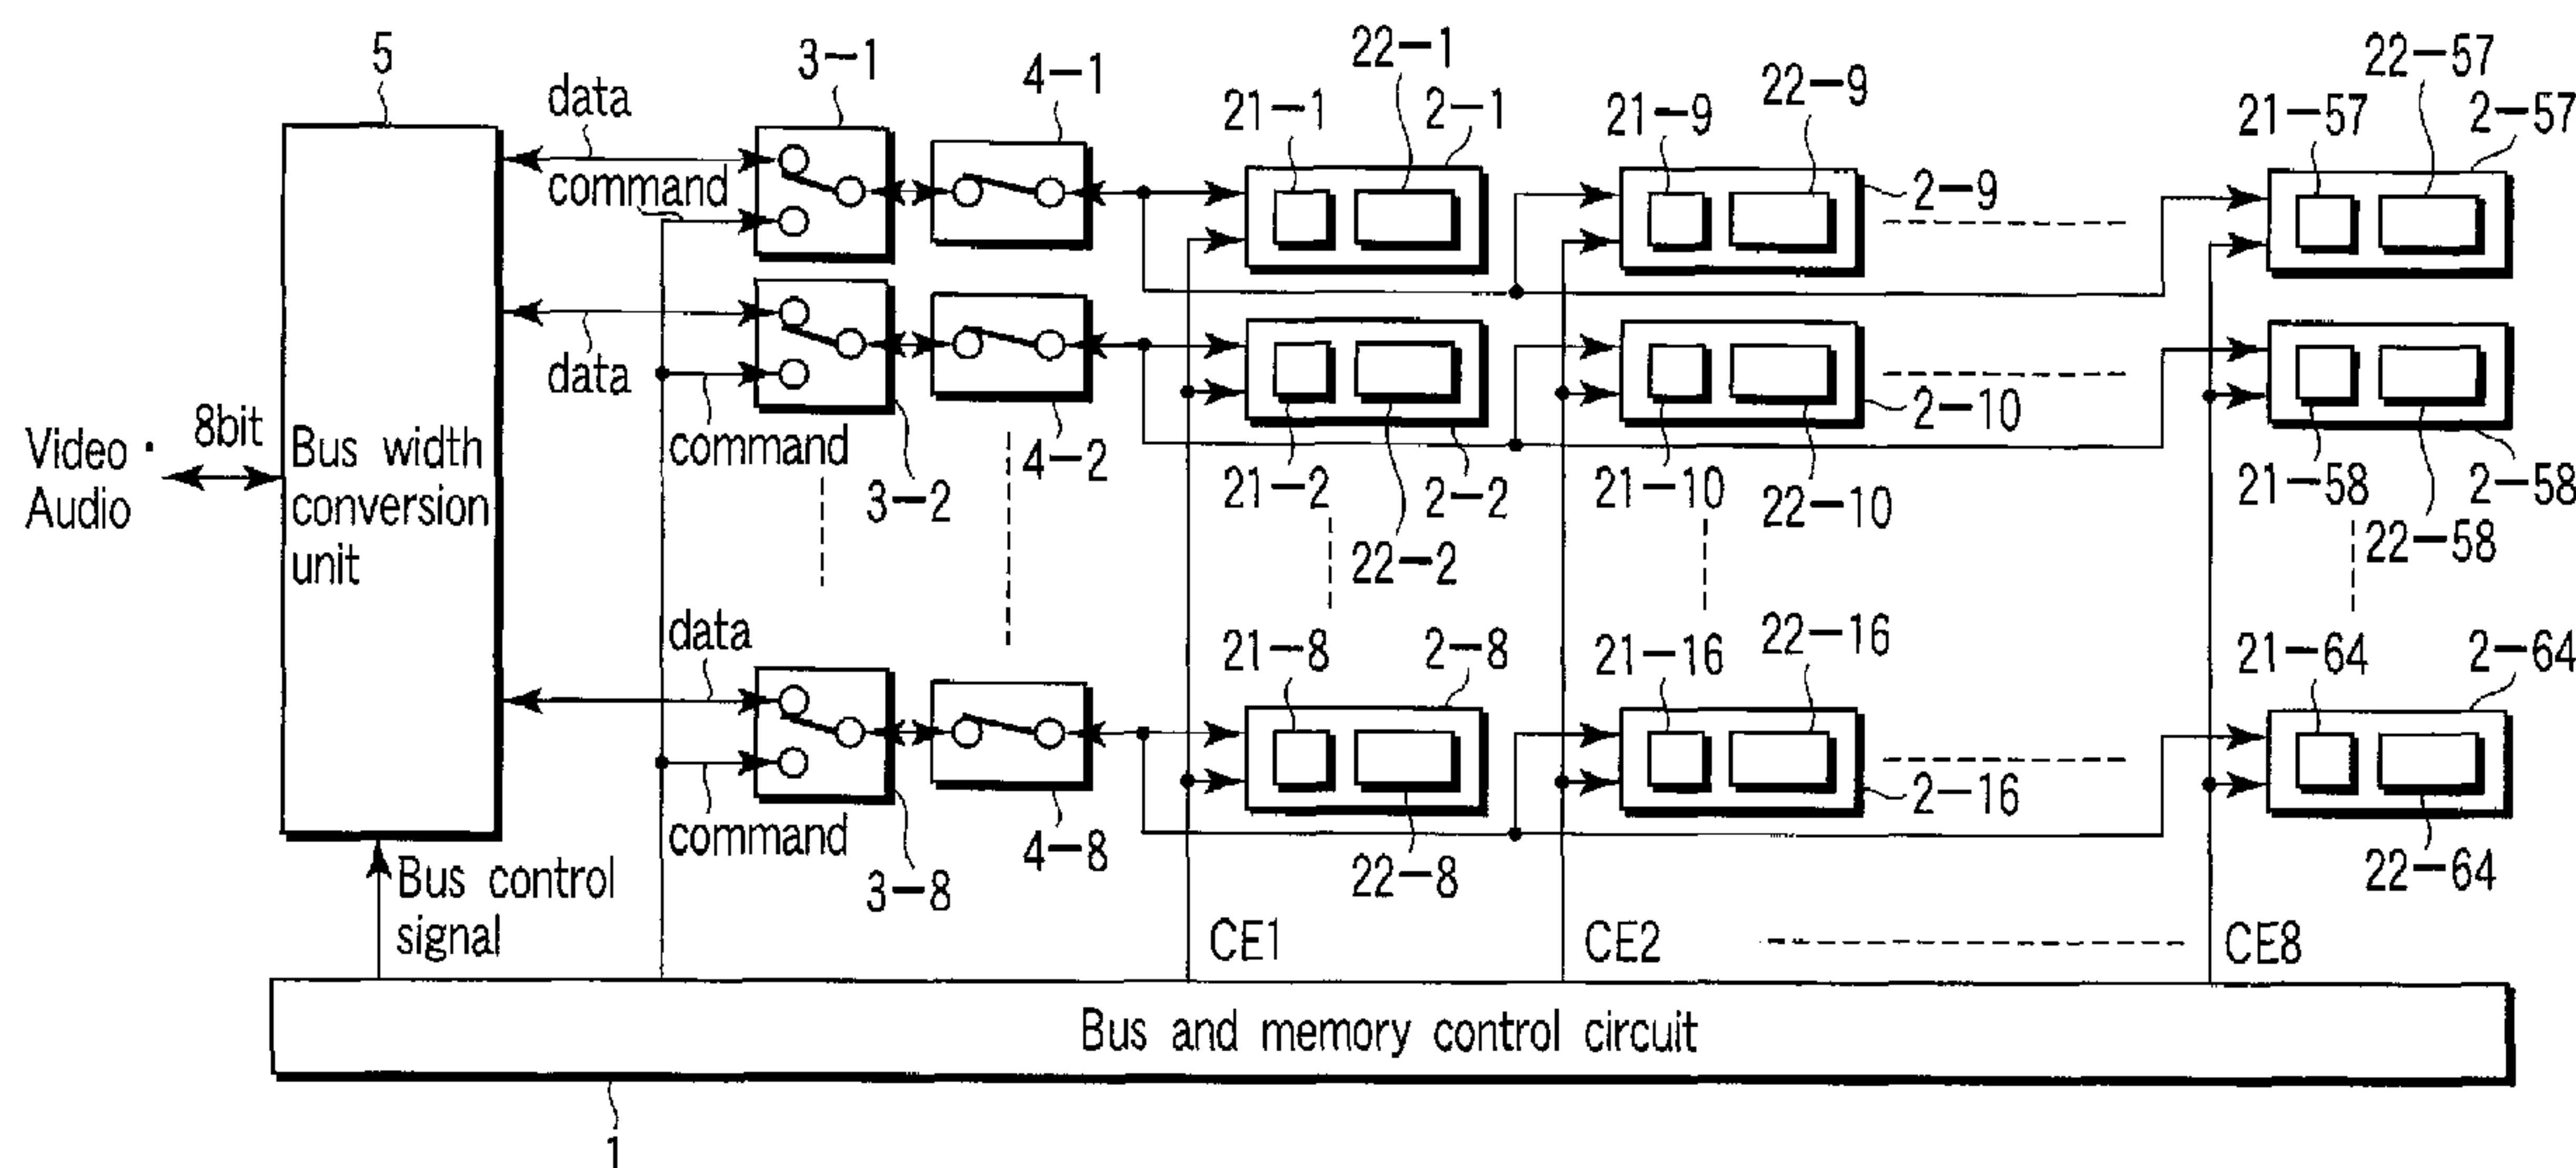 5
data
3-1
4-1
22-1
21-1
2-1
22-9
21-9
2-9
22-57
21-57
2-57
command
data
command
3-2
4-2
21-2
22-2
2-2
21-10
22-10
2-10
21-58
22-58
2-58
Video・
Audio
8bit
Bus width
conversion
unit
data
command
3-8
4-8
21-8
2-8
22-8
21-16
22-16
2-16
21-64
2-64
22-64
Bus control
signal
CE1
CE2
CE8
Bus and memory control circuit
1